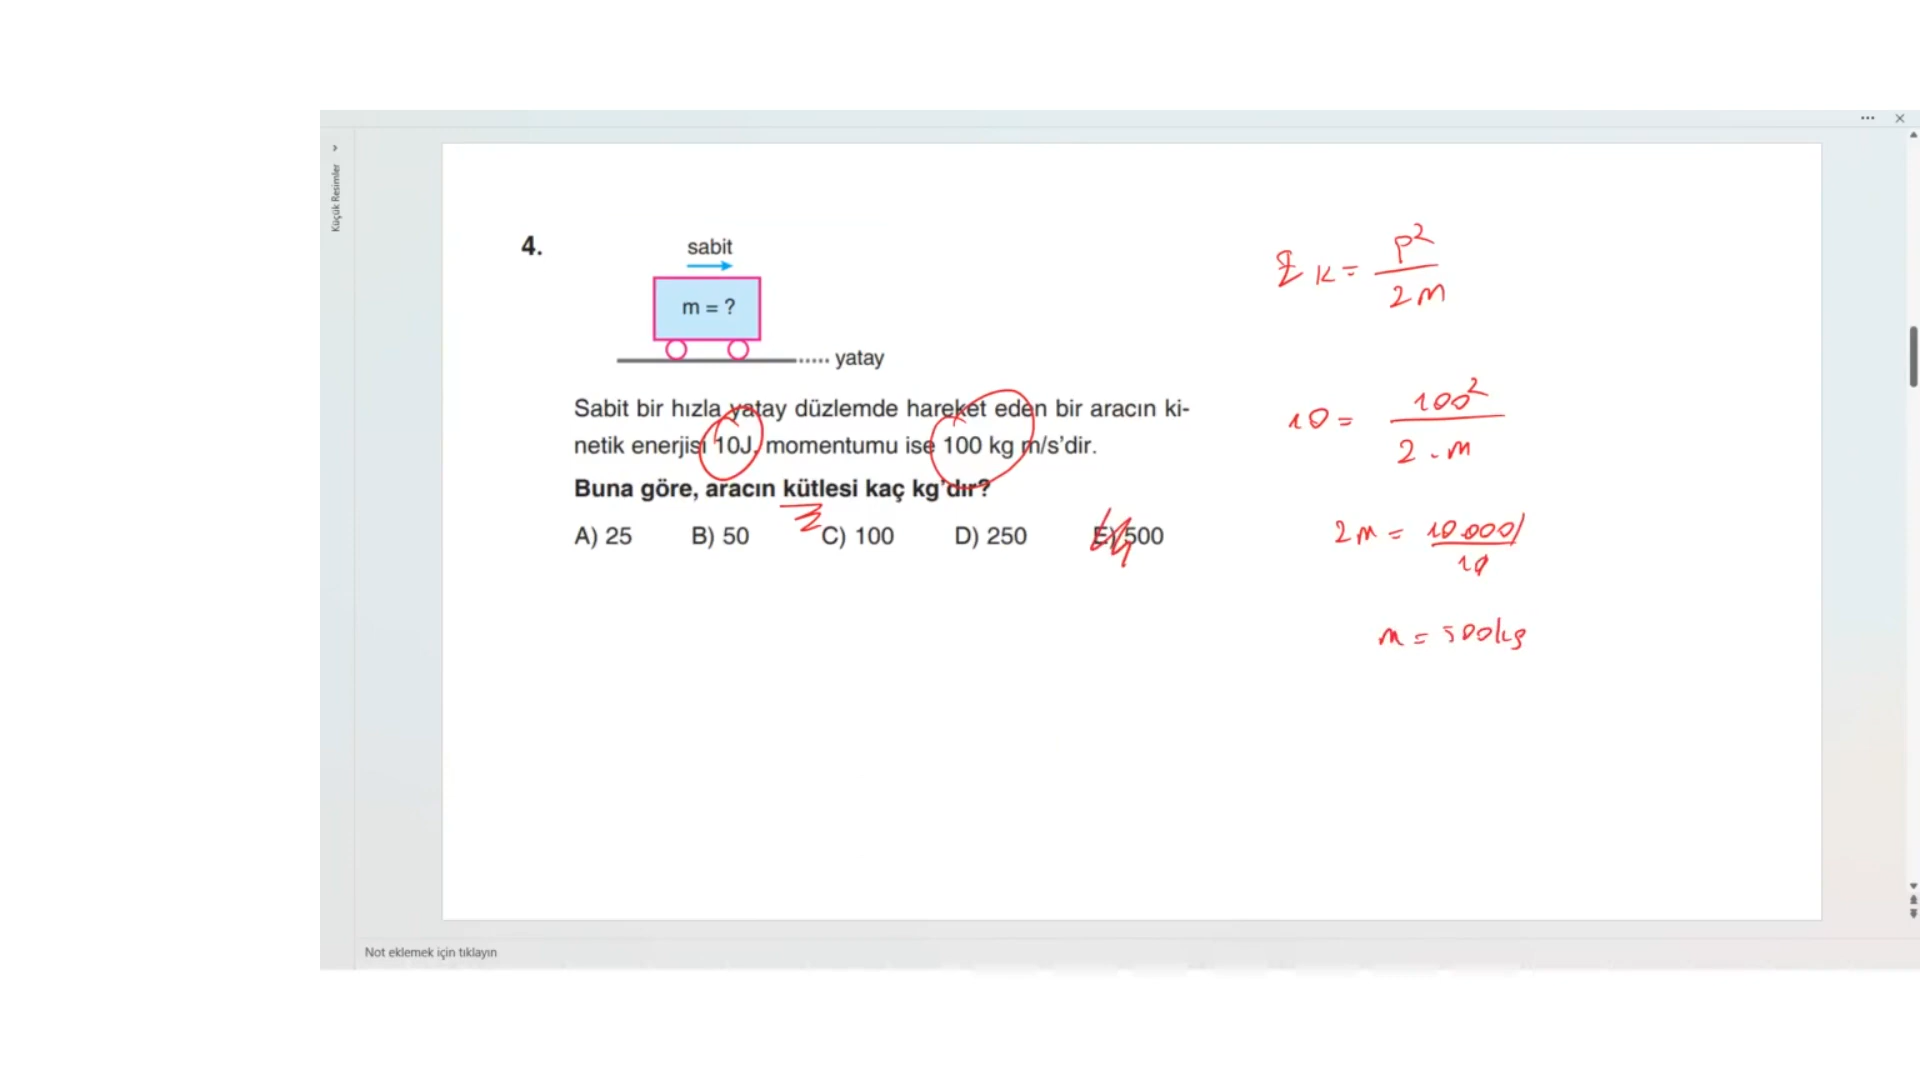 Küçük Resimler
4.
sabit
m = ?
yatay
Sabit bir hızla yatay düzlemde hareket eden bir aracın ki-
netik enerjisi 10J, momentumu ise 100 kg m/s'dir.
Buna göre, aracın kütlesi kaç kg'dır?
A) 25 B) 50 C) 100 D) 250 E) 500
Ek = p² / 2m
10 = 100² / 2 . m
2m = 10.000 / 10
m = 500kg
Not eklemek için tıklayın